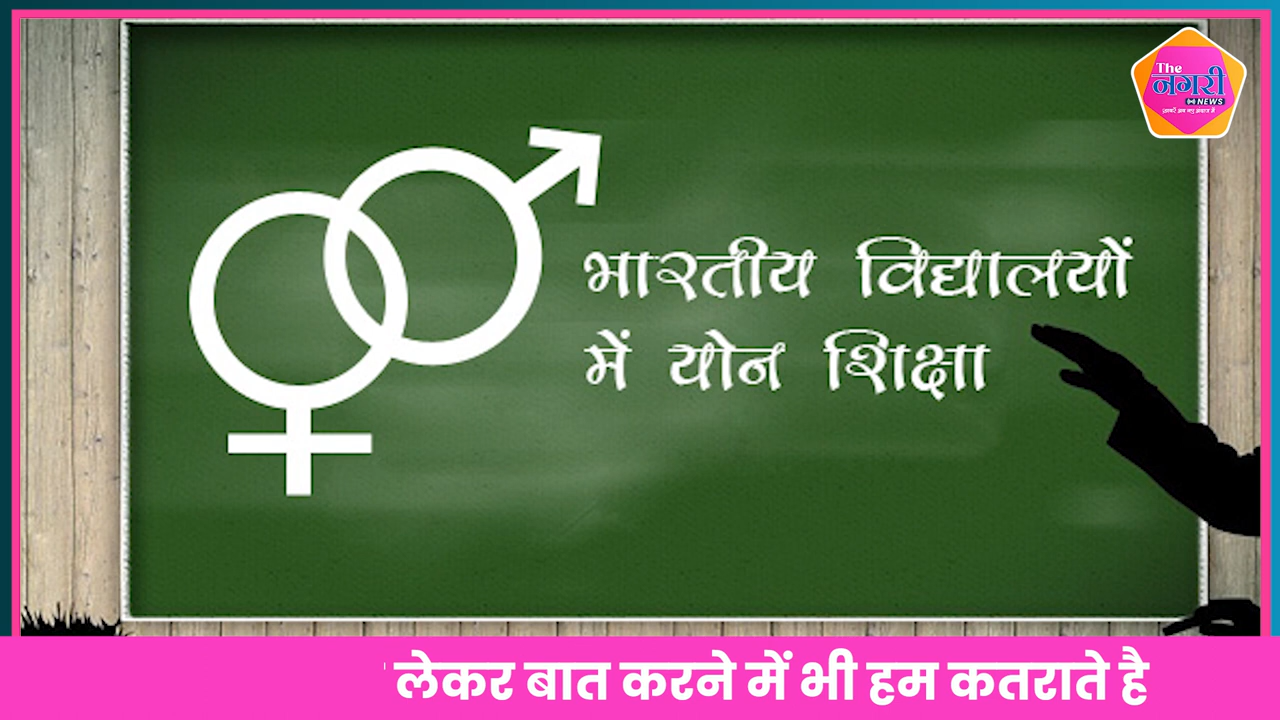 The
नगरी
NEWS
भारतीय विद्यालयों
में योन शिक्षा
लेकर बात करने में भी हम कतराते है